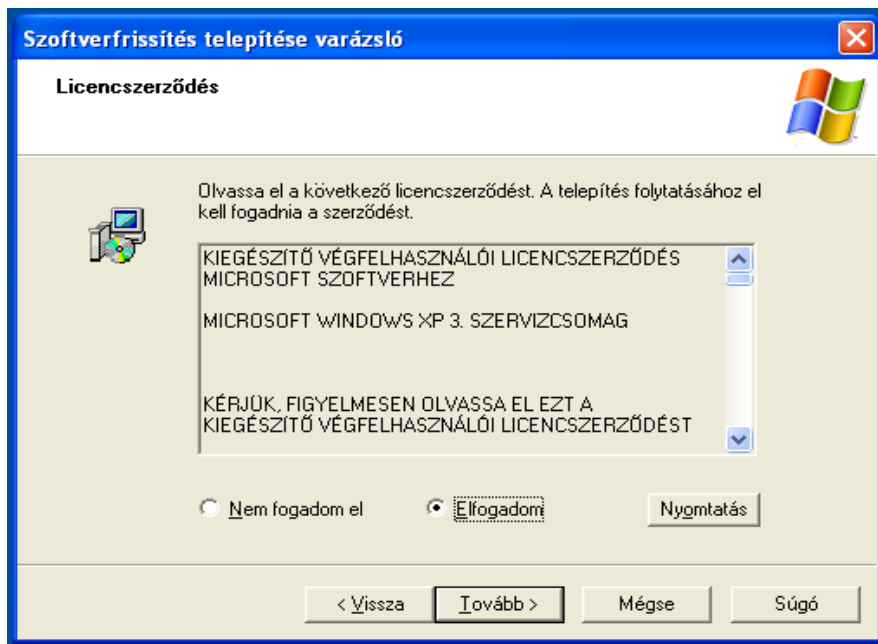 Szoftverfrissítés telepítése varázsló
Licencszerződés
Olvassa el a következő licencszerződést. A telepítés folytatásához el
kell fogadnia a szerződést.
KIEGÉSZÍTŐ VÉGFELHASZNÁLÓI LICENCSZERZŐDÉS
MICROSOFT SZOFTVERHEZ
MICROSOFT WINDOWS XP 3. SZERVIZCSOMAG
KÉRJÜK, FIGYELMESEN OLVASSA EL EZT A
KIEGÉSZÍTŐ VÉGFELHASZNÁLÓI LICENCSZERZŐDÉST
Nem fogadom el Elfogadom Nyomtatás
< Vissza Tovább > Mégse Súgó